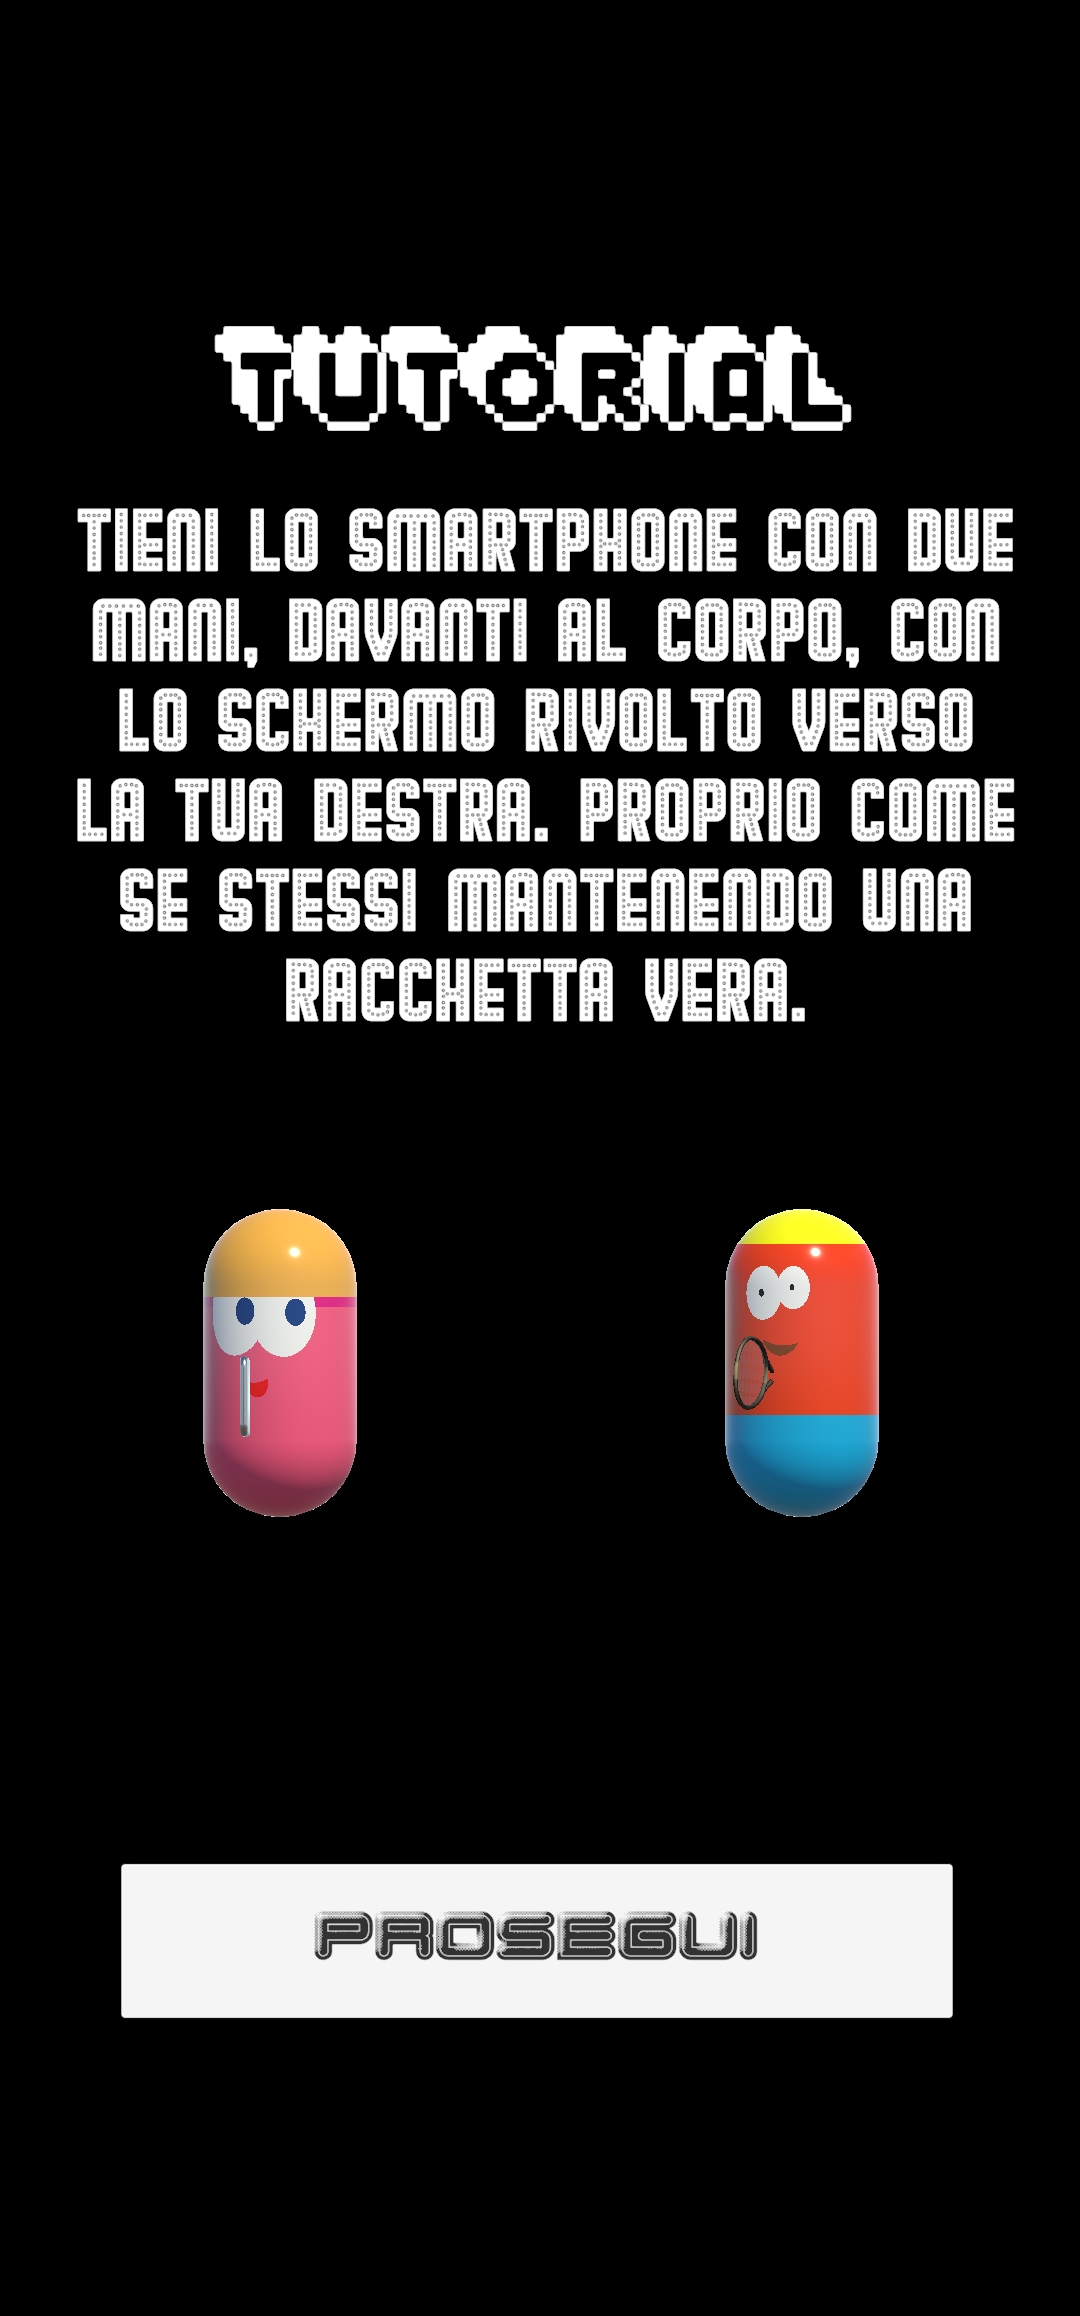 TUTORIAL
TIENI LO SMARTPHONE CON DUE
MANI, DAVANTI AL CORPO, CON
LO SCHERMO RIVOLTO VERSO
LA TUA DESTRA. PROPRIO COME
SE STESSI MANTENENDO UNA
RACCHETTA VERA.
PROSEGUI